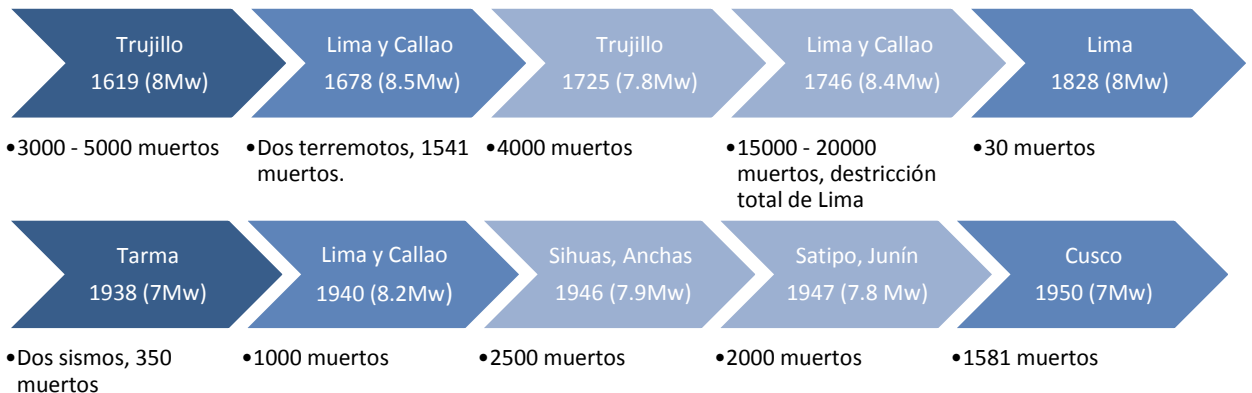 Trujillo
1619 (8Mw)
Lima y Callao
1678 (8.5Mw)
Trujillo
1725 (7.8Mw)
Lima y Callao
1746 (8.4Mw)
Lima
1828 (8Mw)
•3000 - 5000 muertos
•Dos terremotos, 1541
muertos.
•4000 muertos
•15000 - 20000
muertos, destricción
total de Lima
•30 muertos
Tarma
1938 (7Mw)
Lima y Callao
1940 (8.2Mw)
Sihuas, Anchas
1946 (7.9Mw)
Satipo, Junín
1947 (7.8 Mw)
Cusco
1950 (7Mw)
•Dos sismos, 350
muertos
•1000 muertos
•2500 muertos
•2000 muertos
•1581 muertos